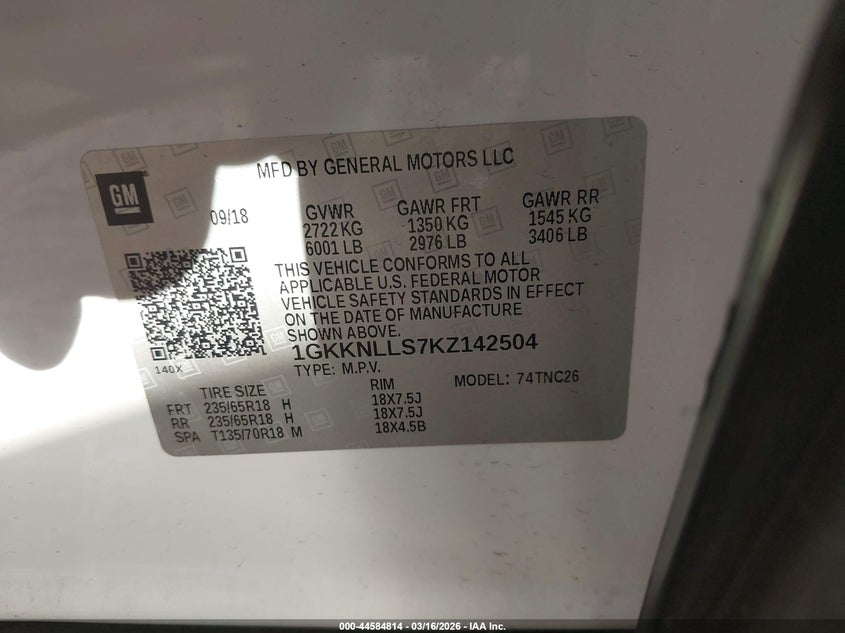 MFD BY GENERAL MOTORS LLC
GM
09/18
GVWR GAWR FRT GAWR RR
2722 KG 1350 KG 1545 KG
6001 LB 2976 LB 3406 LB
THIS VEHICLE CONFORMS TO ALL
APPLICABLE U.S. FEDERAL MOTOR
VEHICLE SAFETY STANDARDS IN EFFECT
ON THE DATE OF MANUFACTURE
SHOWN ABOVE.
1GKKNLLS7KZ142504
140X
TYPE: M.P.V. MODEL: 74TNC26
TIRE SIZE RIM
FRT 235/65R18 H 18X7.5J
RR 235/65R18 H 18X7.5J
SPA T135/70R18 M 18X4.5B
000-44584814 - 03/16/2026 - IAA Inc.